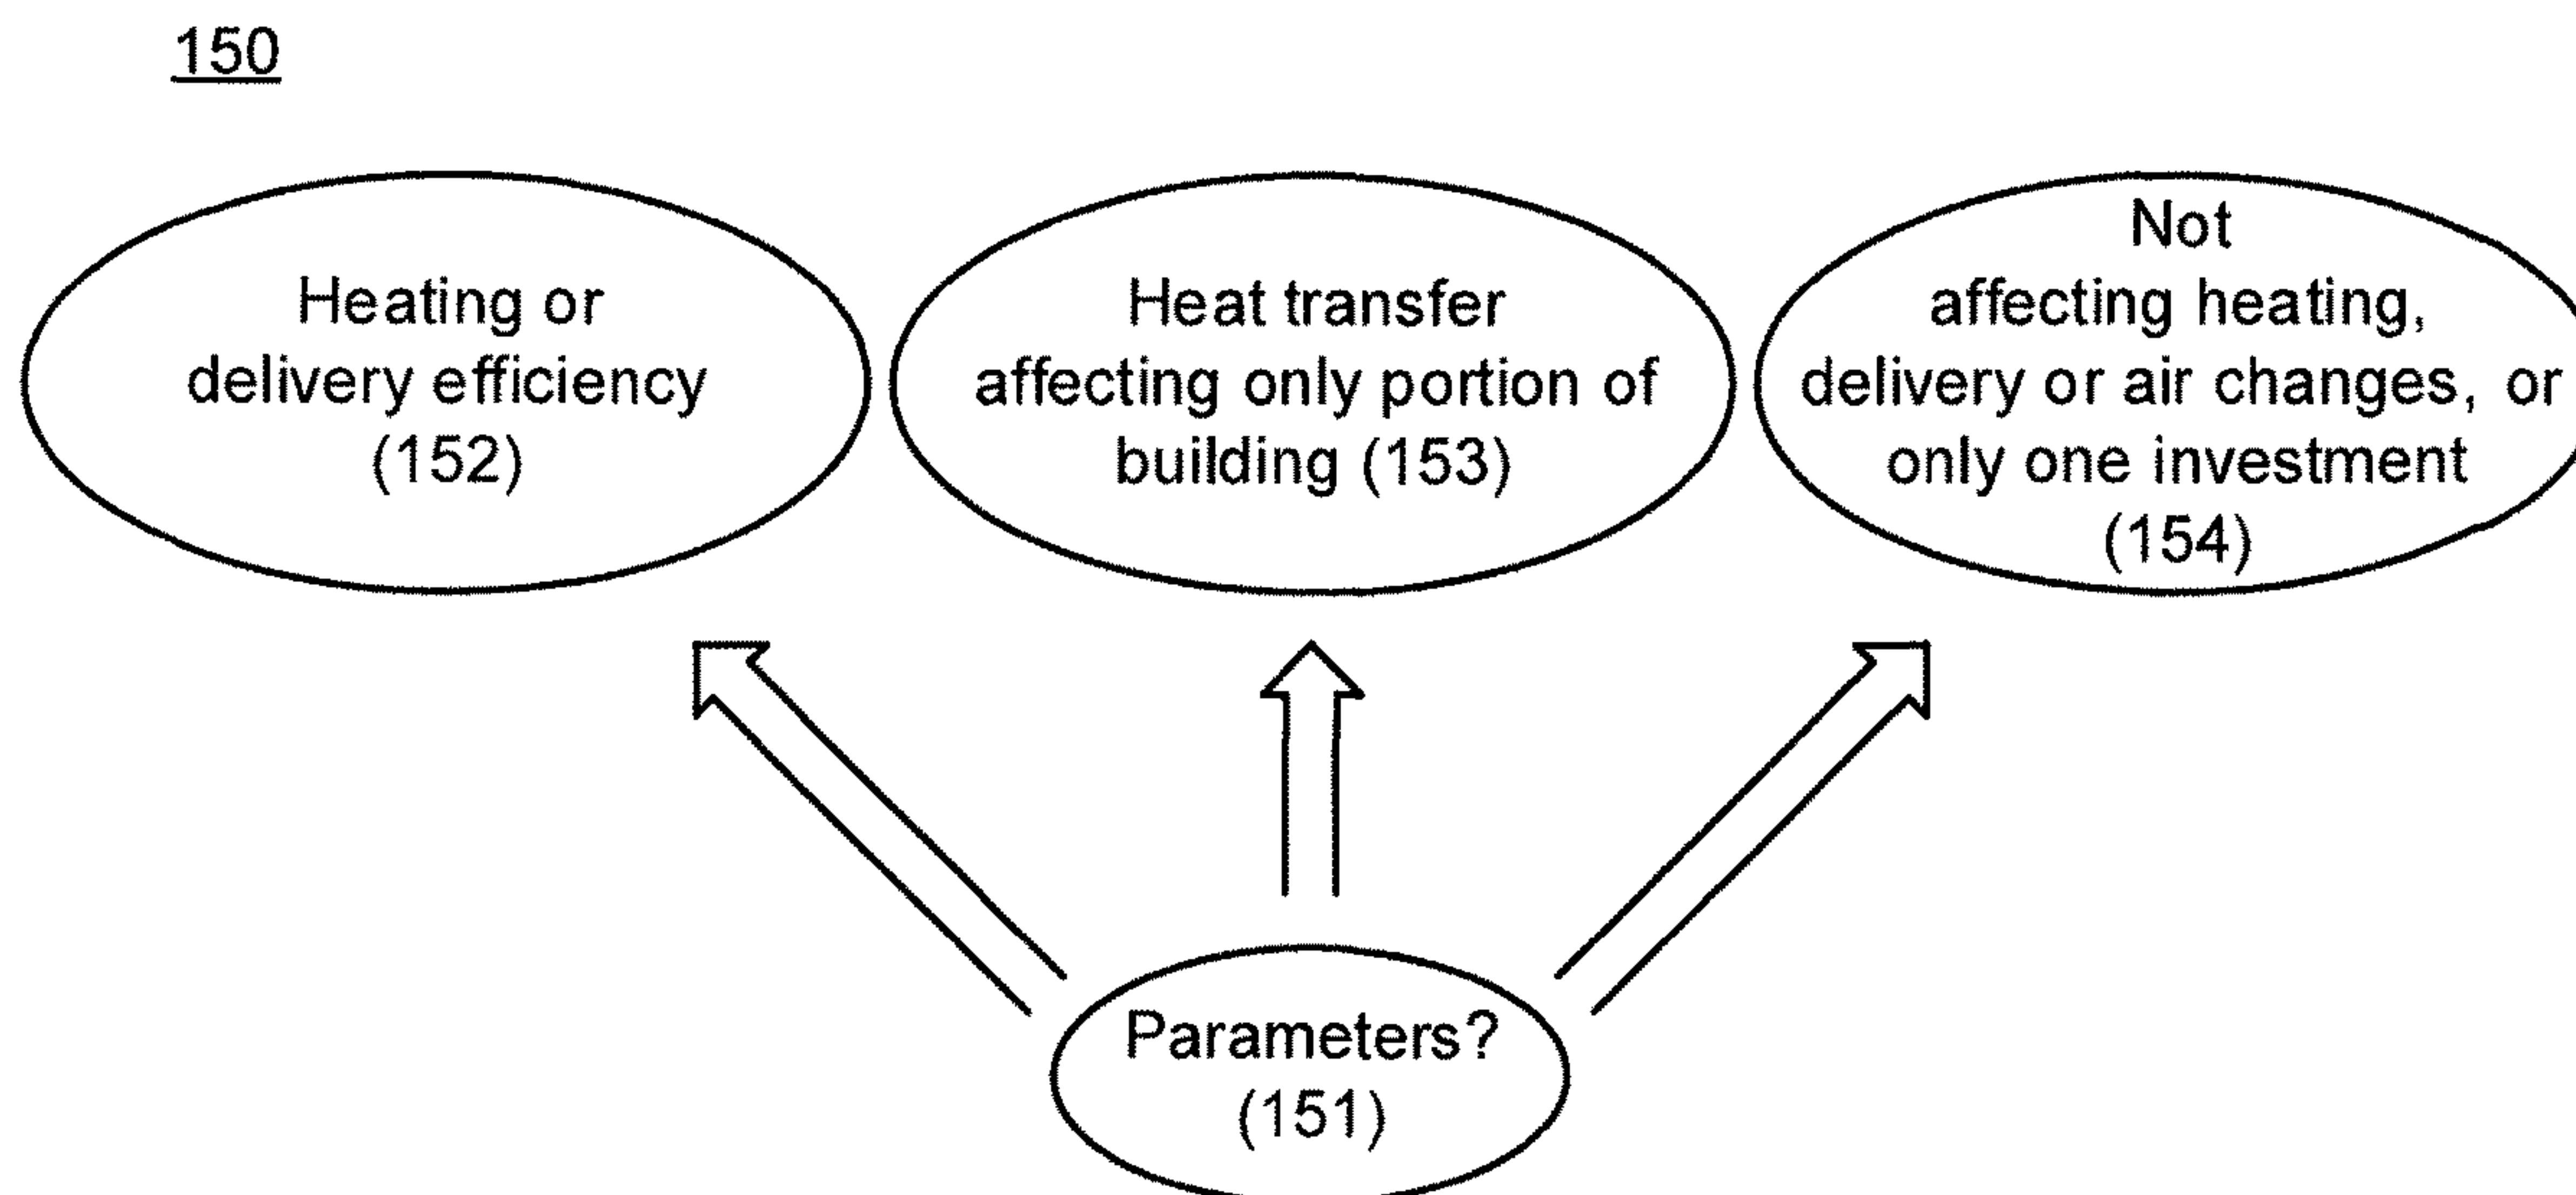 150
Heating or
delivery efficiency
(152)
Heat transfer
affecting only portion of
building (153)
Not
affecting heating,
delivery or air changes, or
only one investment
(154)
Parameters?
(151)